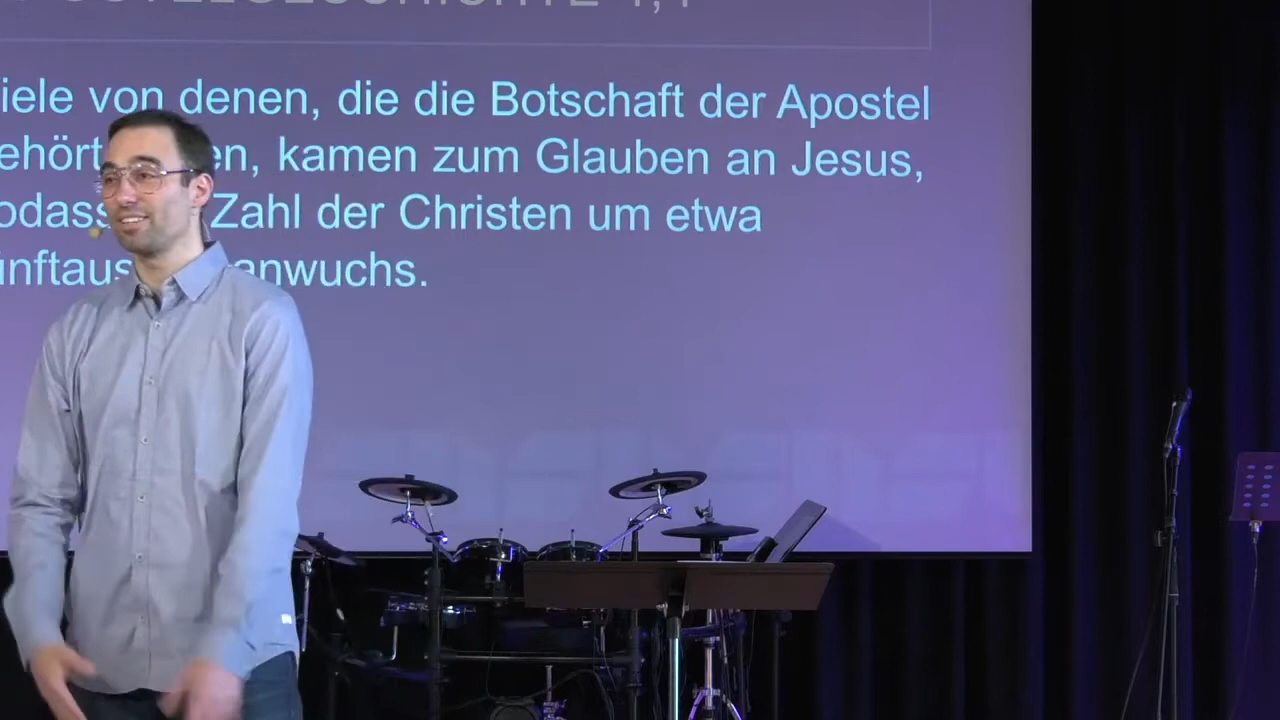 iele von denen, die die Botschaft der Apostel
ehört en, kamen zum Glauben an Jesus,
odass Zahl der Christen um etwa
ünftaus anwuchs.